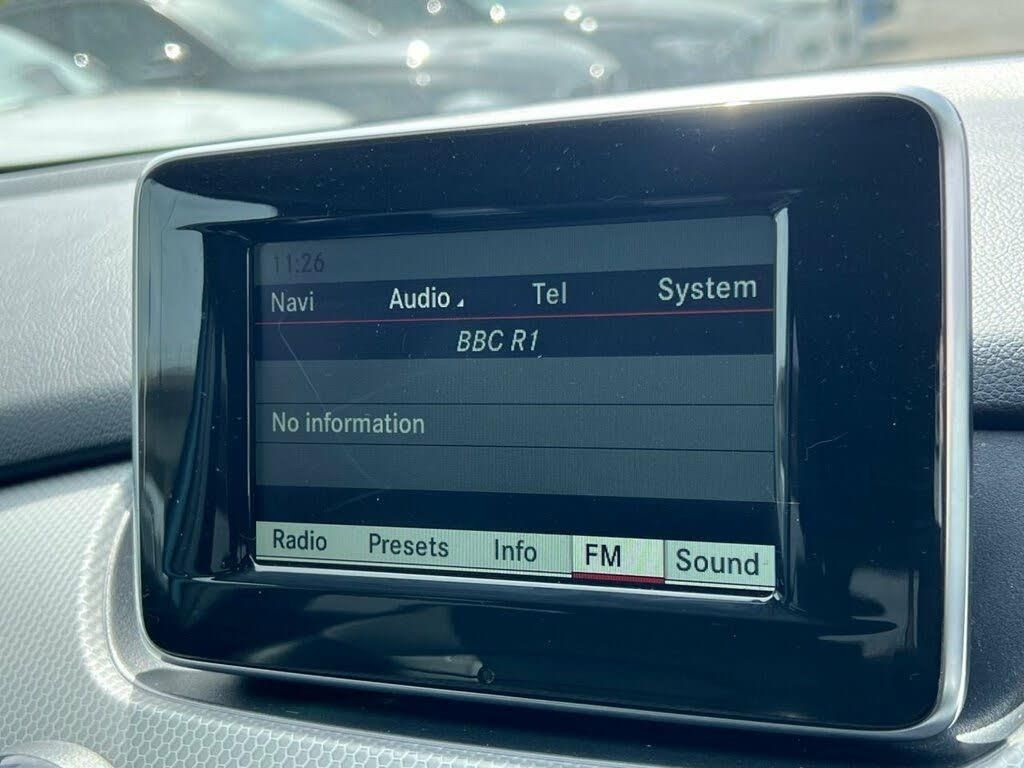 11:26
Navi Audio Tel System
BBC R1
No information
Radio Presets Info FM Sound